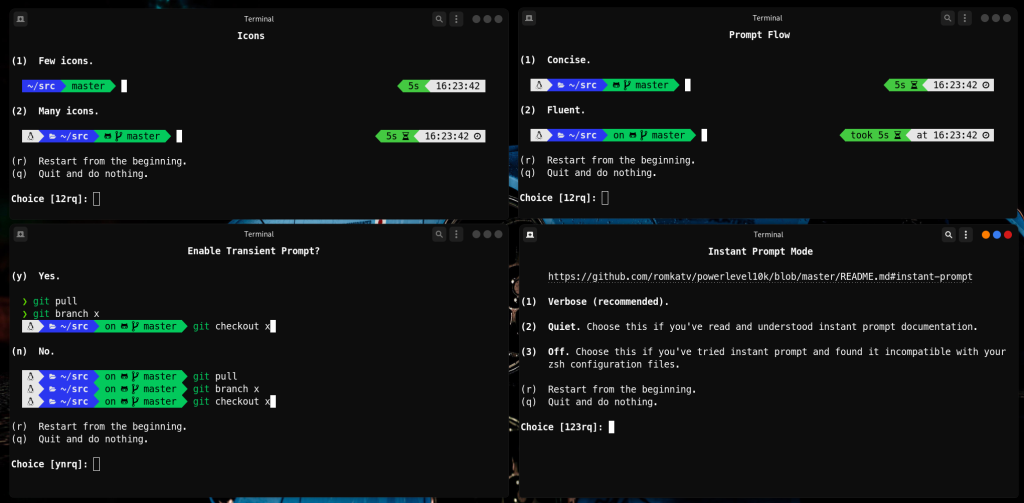 Terminal
Icons
(1) Few icons.
~/src master 5s 16:23:42
(2) Many icons.
~/src master 5s 16:23:42
(r) Restart from the beginning.
(q) Quit and do nothing.
Choice [12rq]:
Terminal
Prompt Flow
(1) Concise.
~/src master 5s 16:23:42
(2) Fluent.
~/src on master took 5s at 16:23:42
(r) Restart from the beginning.
(q) Quit and do nothing.
Choice [12rq]:
Terminal
Enable Transient Prompt?
(y) Yes.
❯ git pull
❯ git branch x
~/src on master git checkout x
(n) No.
~/src on master git pull
~/src on master git branch x
~/src on master git checkout x
(r) Restart from the beginning.
(q) Quit and do nothing.
Choice [ynrq]:
Terminal
Instant Prompt Mode
https://github.com/romkatv/powerlevel10k/blob/master/README.md#instant-prompt
(1) Verbose (recommended).
(2) Quiet. Choose this if you've read and understood instant prompt documentation.
(3) Off. Choose this if you've tried instant prompt and found it incompatible with your
zsh configuration files.
(r) Restart from the beginning.
(q) Quit and do nothing.
Choice [123rq]: